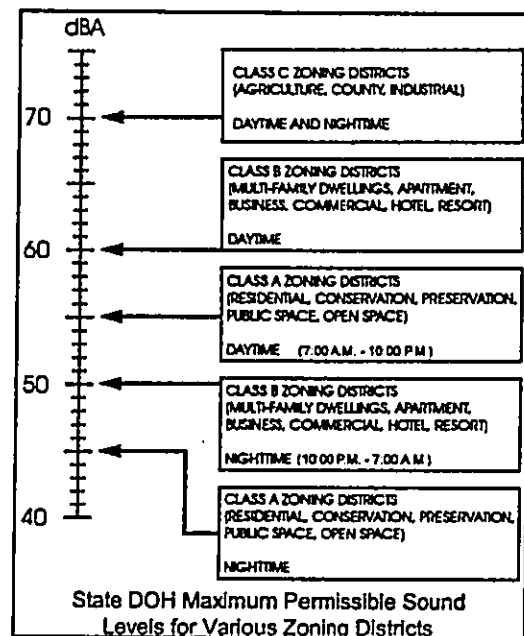 dBA
70
60
50
40
CLASS C ZONING DISTRICTS
(AGRICULTURE, COUNTY, INDUSTRIAL)
DAYTIME AND NIGHTTIME
CLASS B ZONING DISTRICTS
(MULTI-FAMILY DWELLINGS, APARTMENT,
BUSINESS, COMMERCIAL, HOTEL, RESORT)
DAYTIME
CLASS A ZONING DISTRICTS
(RESIDENTIAL, CONSERVATION, PRESERVATION,
PUBLIC SPACE, OPEN SPACE)
DAYTIME (7:00 A.M. - 10:00 P.M.)
CLASS B ZONING DISTRICTS
(MULTI-FAMILY DWELLINGS, APARTMENT,
BUSINESS, COMMERCIAL, HOTEL, RESORT)
NIGHTTIME (10:00 P.M. - 7:00 A.M.)
CLASS A ZONING DISTRICTS
(RESIDENTIAL, CONSERVATION, PRESERVATION,
PUBLIC SPACE, OPEN SPACE)
NIGHTTIME
State DOH Maximum Permissible Sound
Levels for Various Zoning Districts